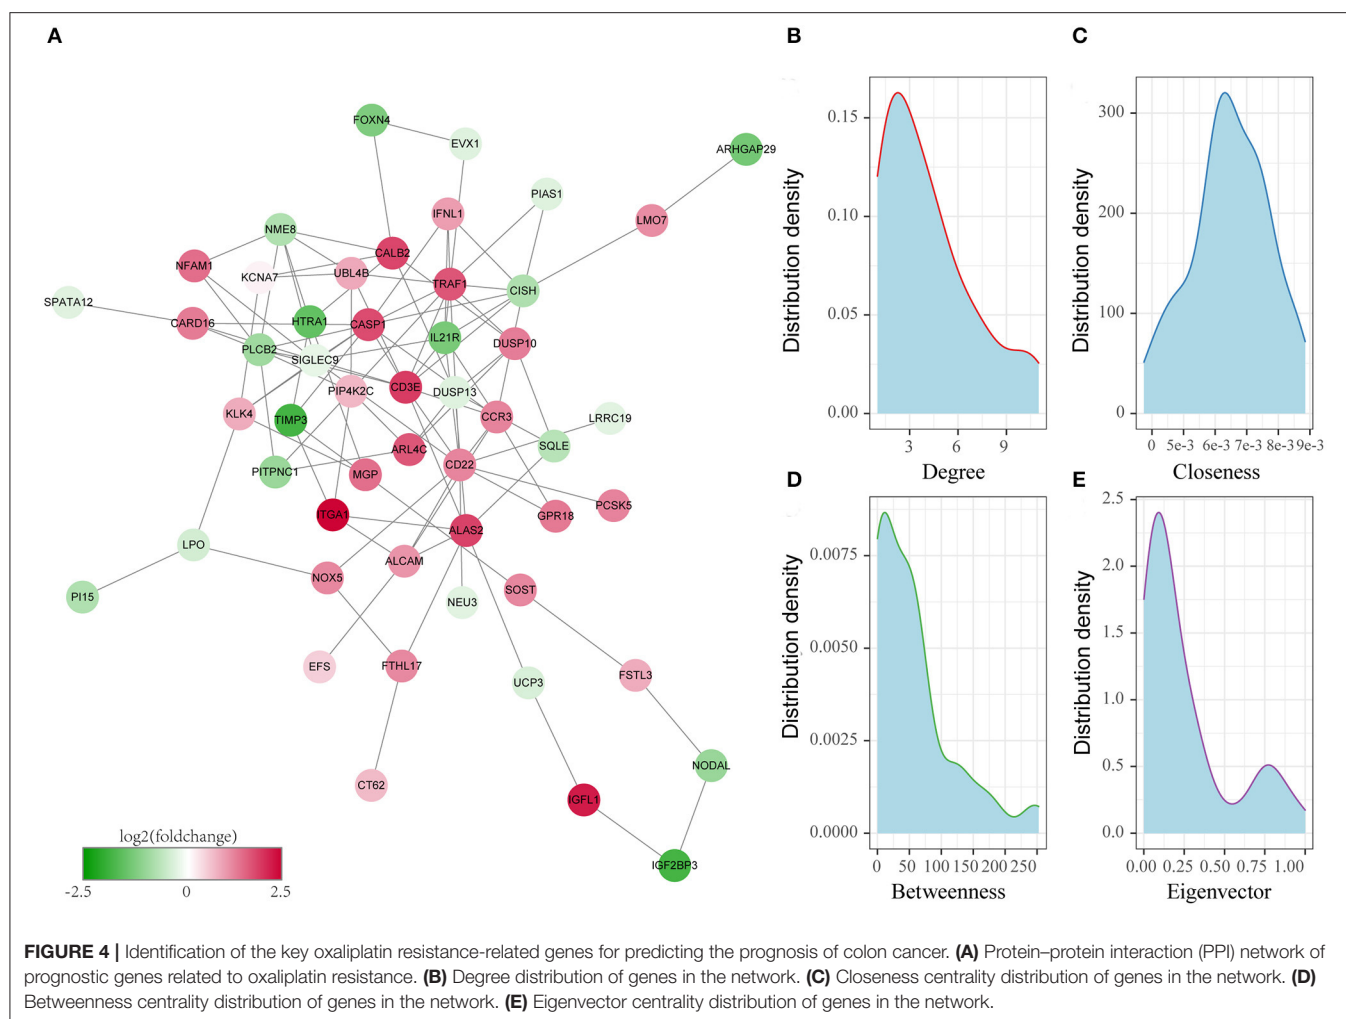 A
B
C
D
E
FOXN4
EVX1
ARHGAP29
PIAS1
IFNL1
LMO7
NME8
CALB2
NFAM1
KCNA7
UBL4B
TRAF1
CISH
SPATA12
CARD16
HTRA1
CASP1
IL21R
DUSP10
PLCB2
SIGLEC9
PIP4K2C
CD3E
DUSP13
KLK4
TIMP3
CCR3
LRRC19
ARL4C
SQLE
PITPNC1
MGP
CD22
ITGA1
GPR18
PCSK5
ALAS2
LPO
ALCAM
NOX5
SOST
PI15
NEU3
EFS
FTHL17
UCP3
FSTL3
CT62
NODAL
IGFL1
IGF2BP3
log2(foldchange)
-2.5 0 2.5
Distribution density
0.15
0.10
0.05
0.00
3 6 9
Degree
Distribution density
300
200
100
0
0 5e-3 6e-3 7e-3 8e-3 9e-3
Closeness
Distribution density
0.0075
0.0050
0.0025
0.0000
0 50 100 150 200 250
Betweenness
Distribution density
2.5
2.0
1.5
1.0
0.5
0.0
0.00 0.25 0.50 0.75 1.00
Eigenvector
FIGURE 4 | Identification of the key oxaliplatin resistance-related genes for predicting the prognosis of colon cancer. (A) Protein–protein interaction (PPI) network of
prognostic genes related to oxaliplatin resistance. (B) Degree distribution of genes in the network. (C) Closeness centrality distribution of genes in the network. (D)
Betweenness centrality distribution of genes in the network. (E) Eigenvector centrality distribution of genes in the network.